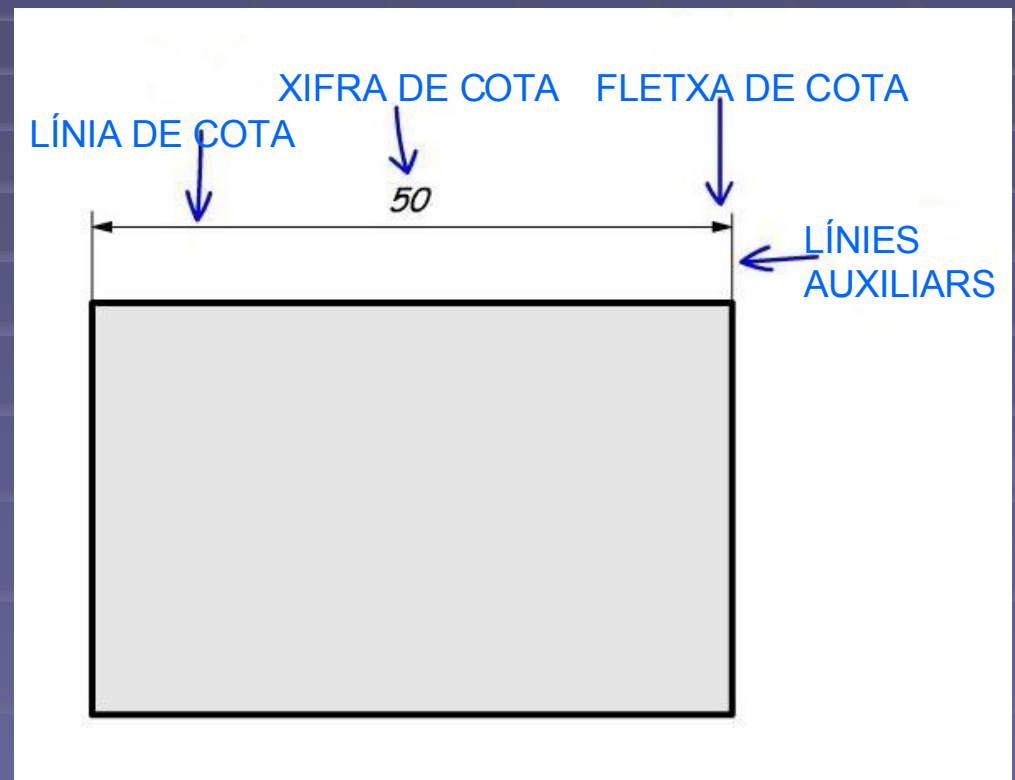 XIFRA DE COTA
FLETXA DE COTA
LÍNIA DE COTA
50
LÍNIES
AUXILIARS